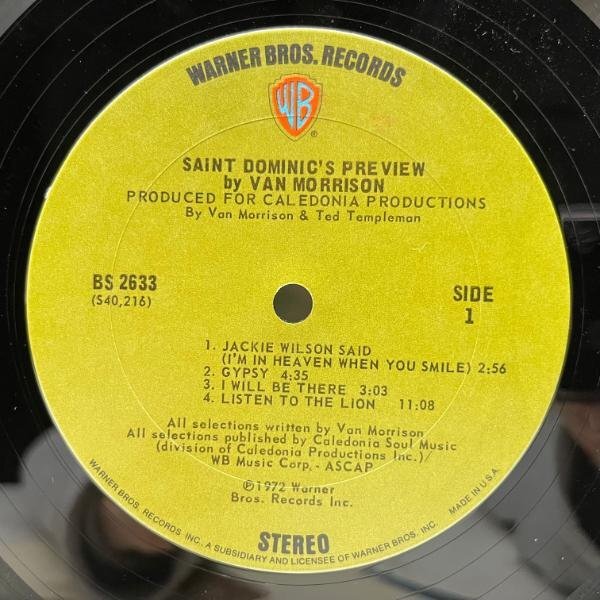 WARNER BROS. RECORDS
WB
®
SAINT DOMINIC'S PREVIEW
by VAN MORRISON
PRODUCED FOR CALEDONIA PRODUCTIONS
By Van Morrison & Ted Templeman
BS 2633
(S40,216)
SIDE
1
1. JACKIE WILSON SAID
(I'M IN HEAVEN WHEN YOU SMILE) 2:56
2. GYPSY 4:35
3. I WILL BE THERE 3:03
4. LISTEN TO THE LION 11:08
All selections written by Van Morrison
All selections published by Caledonia Soul Music
(division of Caledonia Productions Inc.)/
WB Music Corp. - ASCAP
℗1972 Warner
Bros. Records Inc.
STEREO
WARNER BROS. RECORDS INC. A SUBSIDIARY AND LICENSEE OF WARNER BROS. INC. MADE IN U.S.A.